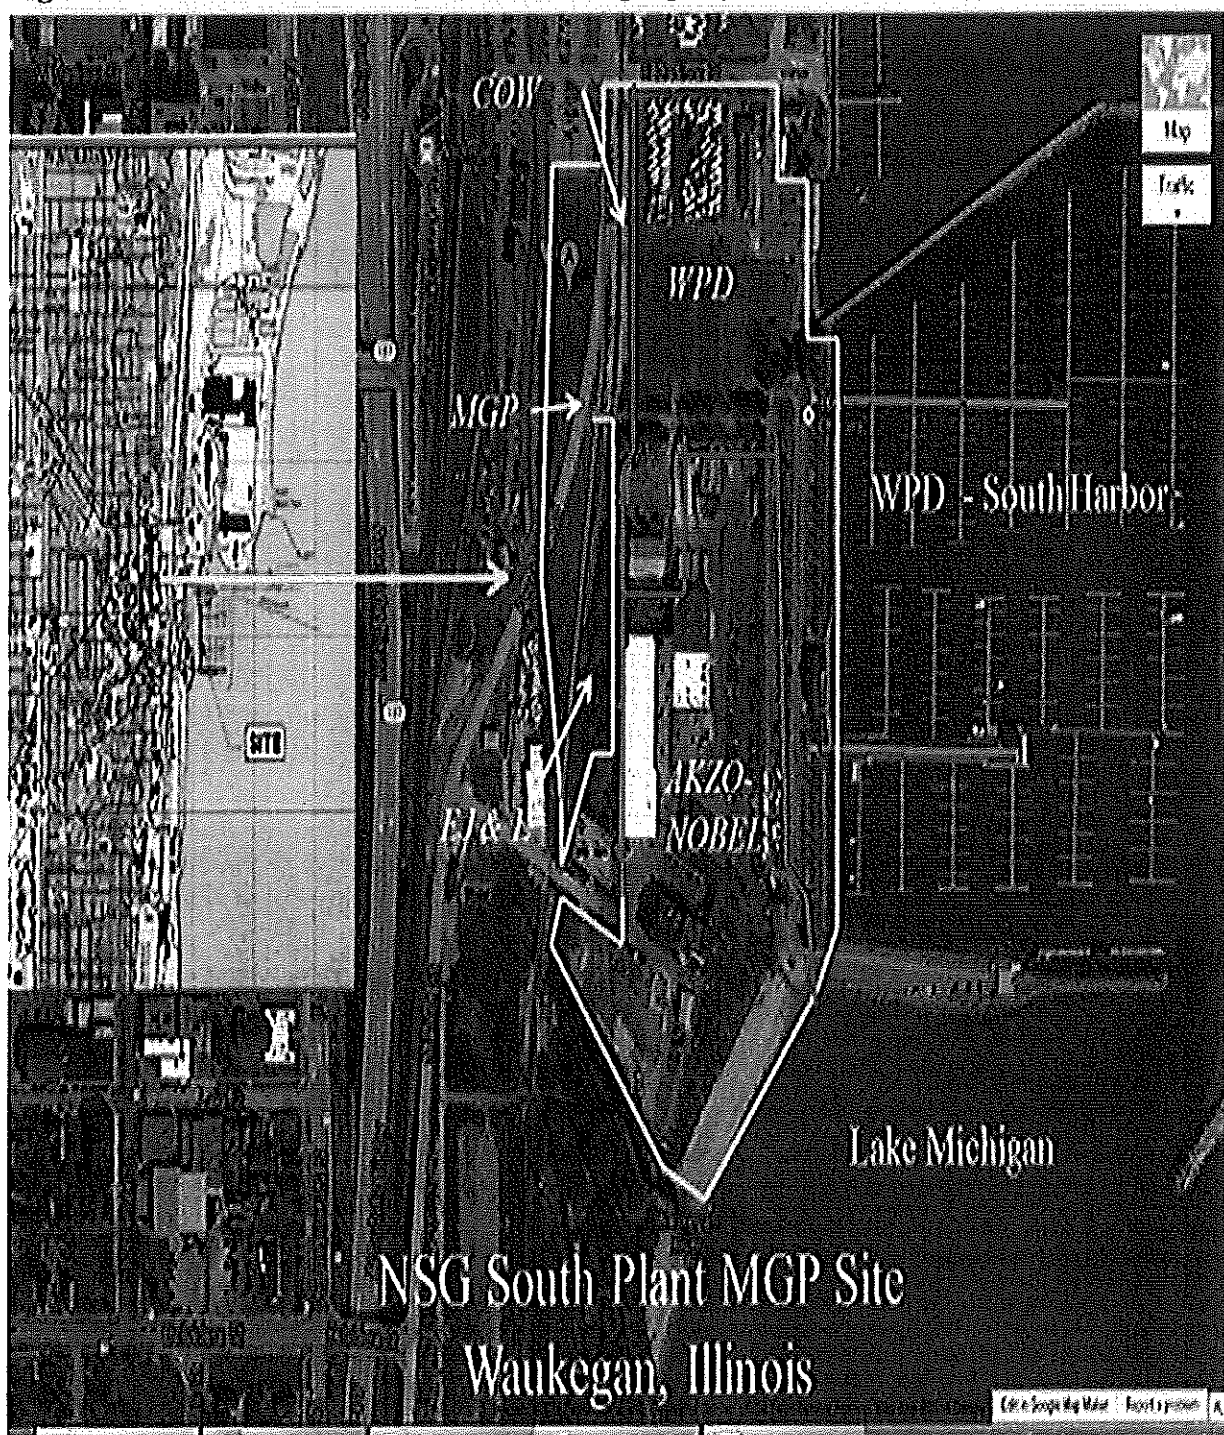 COW
WPD
MGP
WPD - South Harbor
SITE
EJ & E
AKZO-
NOBEL
Lake Michigan
NSG South Plant MGP Site
Waukegan, Illinois